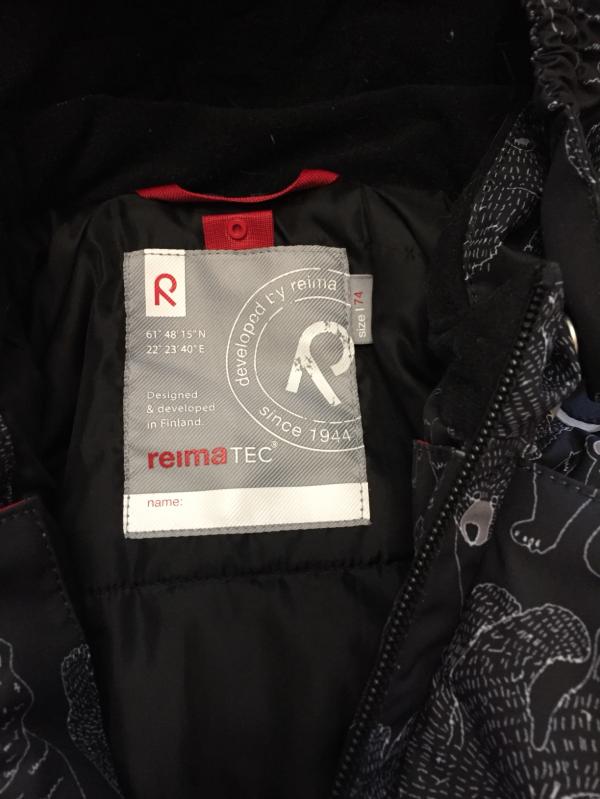 R
61° 48' 15" N
22° 23' 40" E
developed by reima
R
since 1944
size | 74
Designed
& developed
in Finland.
reimaTEC®
name: